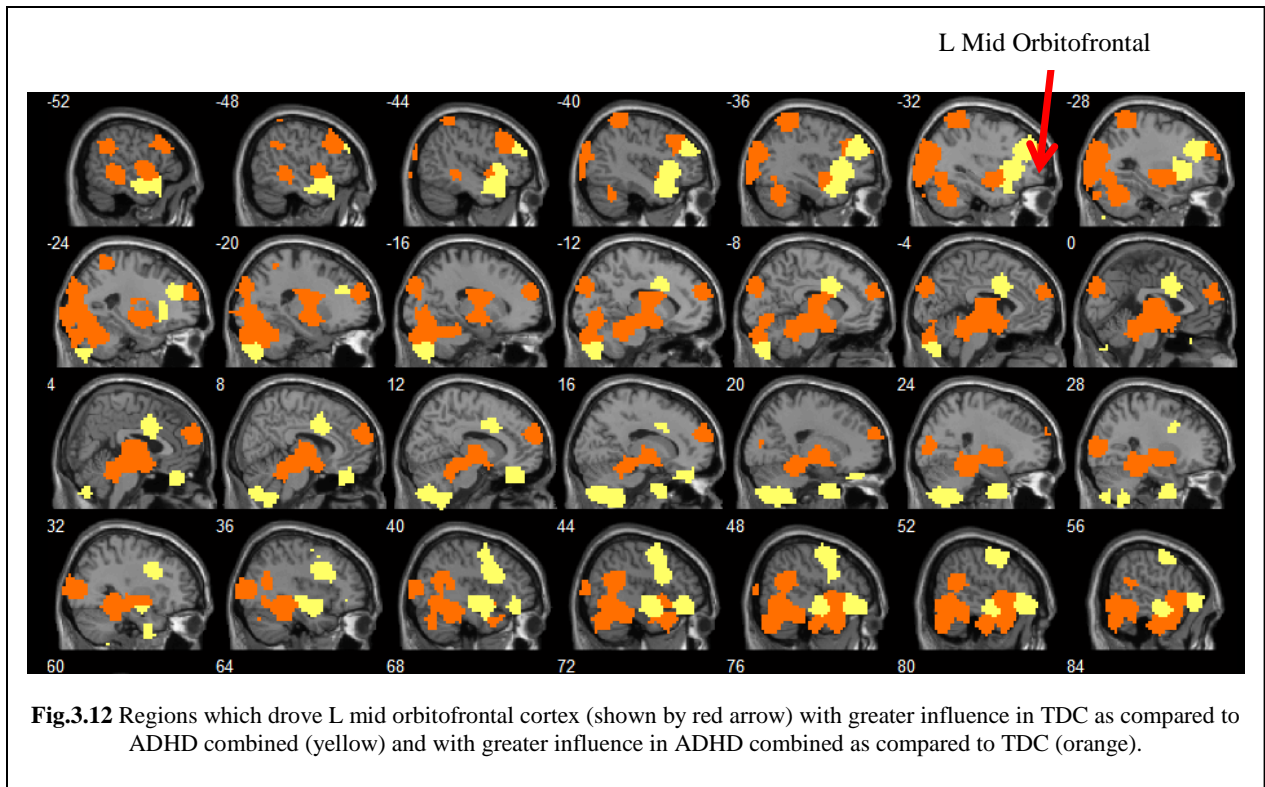 L Mid Orbitofrontal
-52 -48 -44 -40 -36 -32 -28
-24 -20 -16 -12 -8 -4 0
4 8 12 16 20 24 28
32 36 40 44 48 52 56
60 64 68 72 76 80 84
Fig.3.12 Regions which drove L mid orbitofrontal cortex (shown by red arrow) with greater influence in TDC as compared to
ADHD combined (yellow) and with greater influence in ADHD combined as compared to TDC (orange).